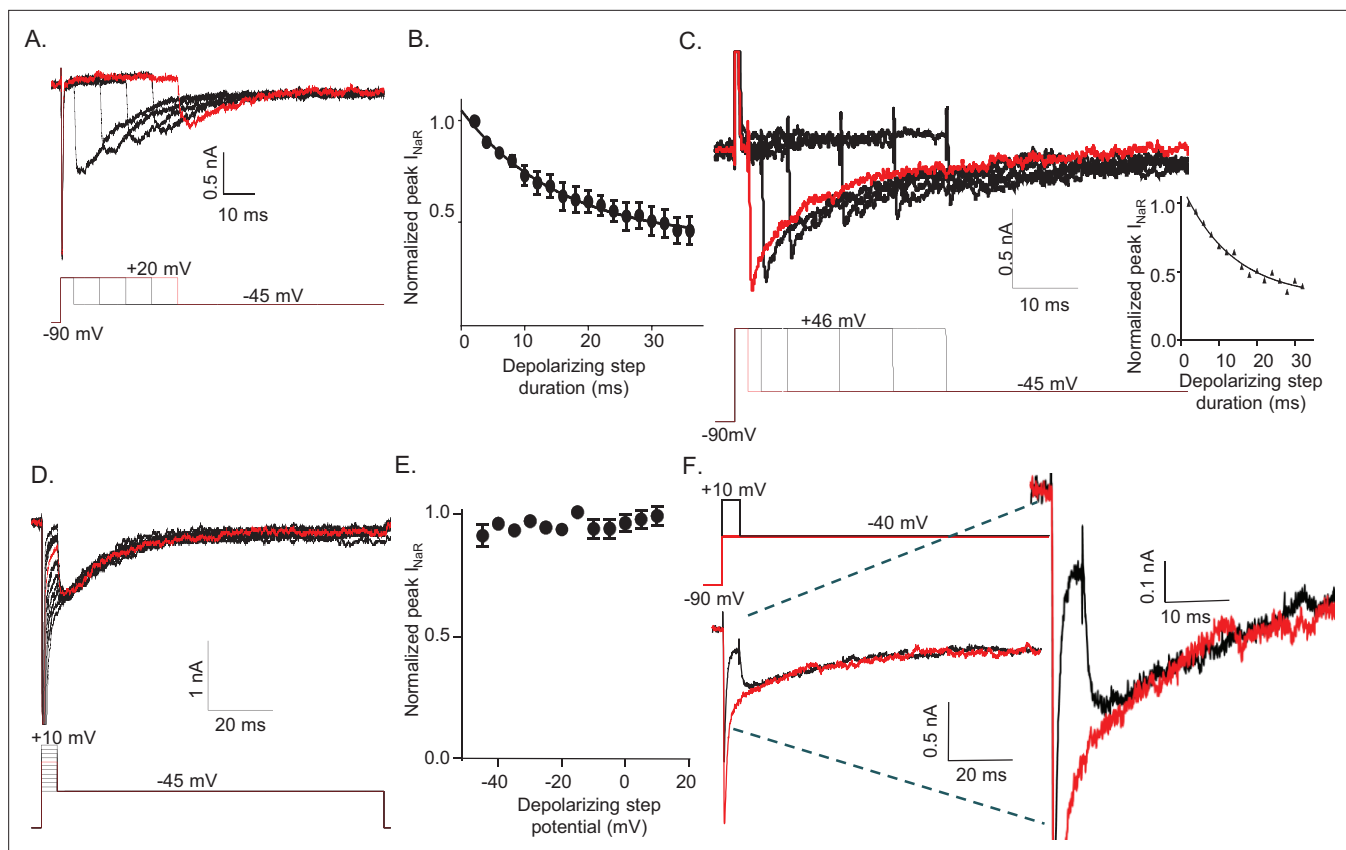 A.
0.5 nA
10 ms
+20 mV
-45 mV
-90 mV
B.
Normalized peak I_NaR
1.0
0.5
0 10 20 30
Depolarizing step
duration (ms)
C.
0.5 nA
10 ms
+46 mV
-45 mV
-90mV
Normalized peak I_NaR
1.0
0.5
0.0
0 10 20 30
Depolarizing step
duration (ms)
D.
1 nA
20 ms
+10 mV
-45 mV
E.
Normalized peak I_NaR
1.0
0.5
0.0
-40 -20 0 20
Depolarizing step
potential (mV)
F.
+10 mV
-40 mV
-90 mV
0.5 nA
20 ms
0.1 nA
10 ms